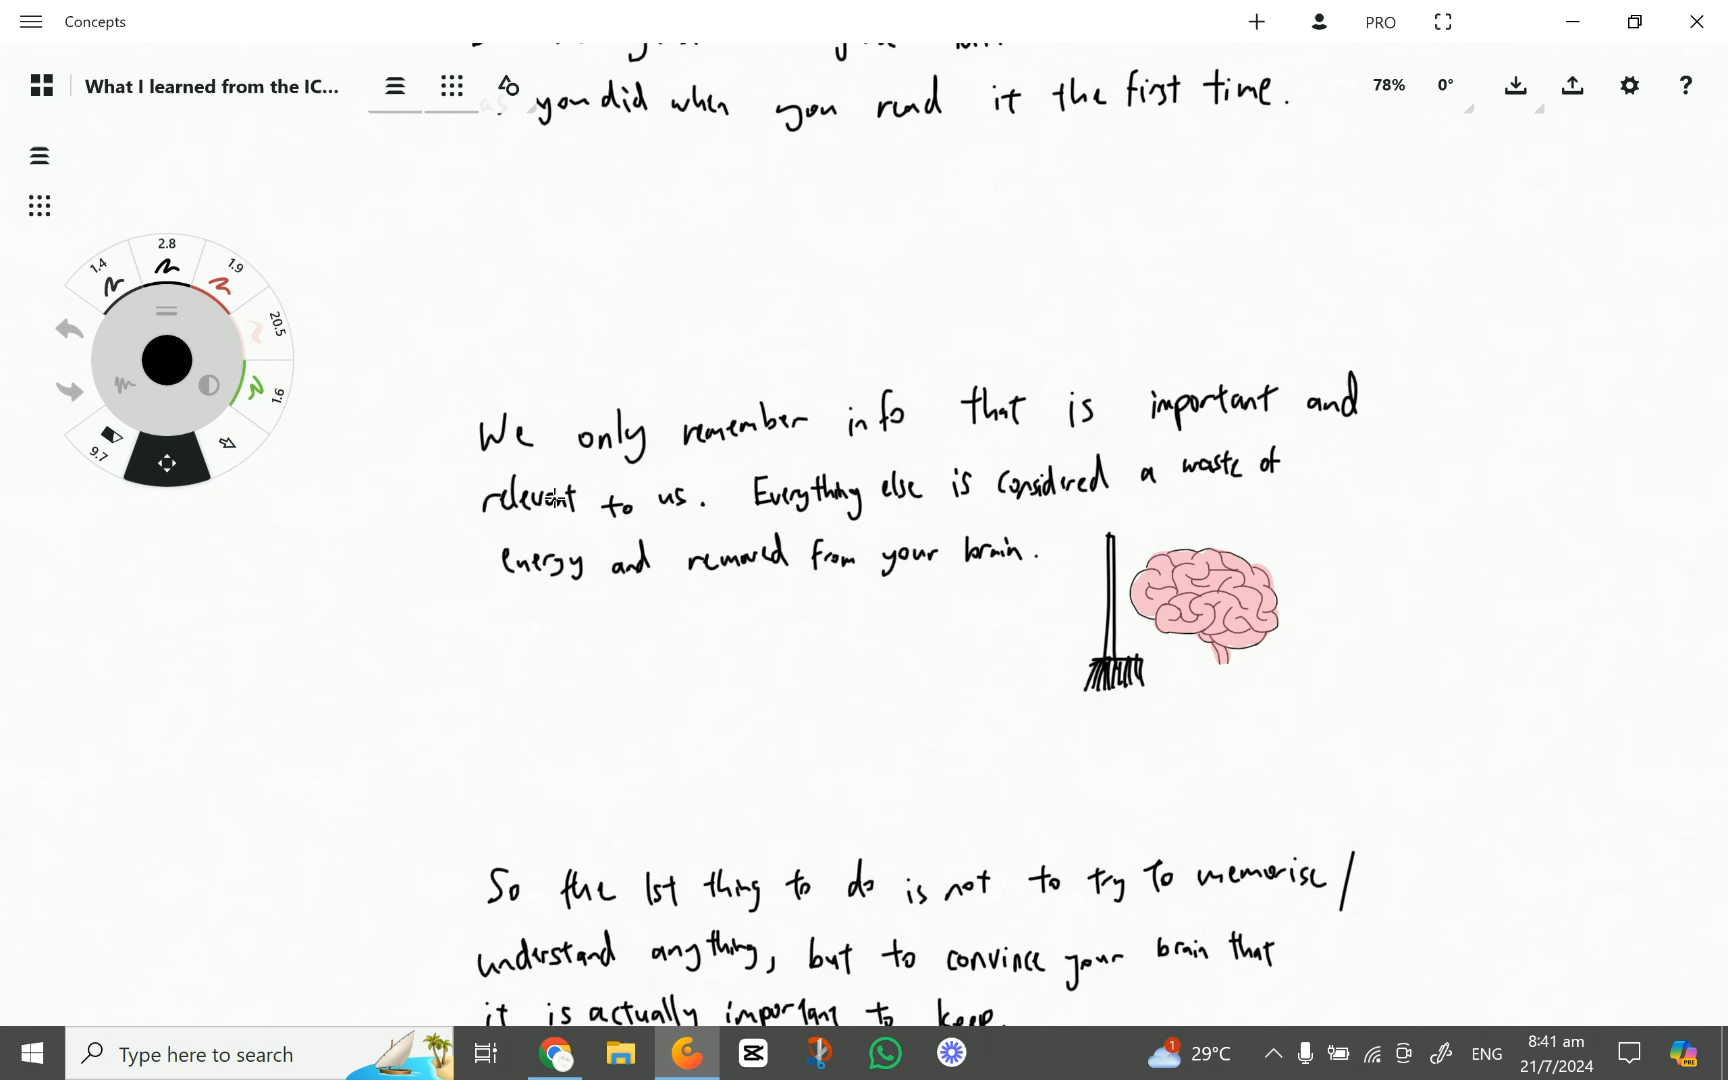 Concepts
PRO
What I learned from the IC...
78%
0°
?
as you did when you read it the first time.
2.8
1.4
1.9
20.5
1.6
9.7
We only remember info that is important and
relevant to us. Everything else is considered a waste of
energy and removed from your brain.
So the 1st thing to do is not to try to memorise /
understand anything, but to convince your brain that
it is actually important to keep.
Type here to search
1
29°C
ENG
8:41 am
21/7/2024
PRE